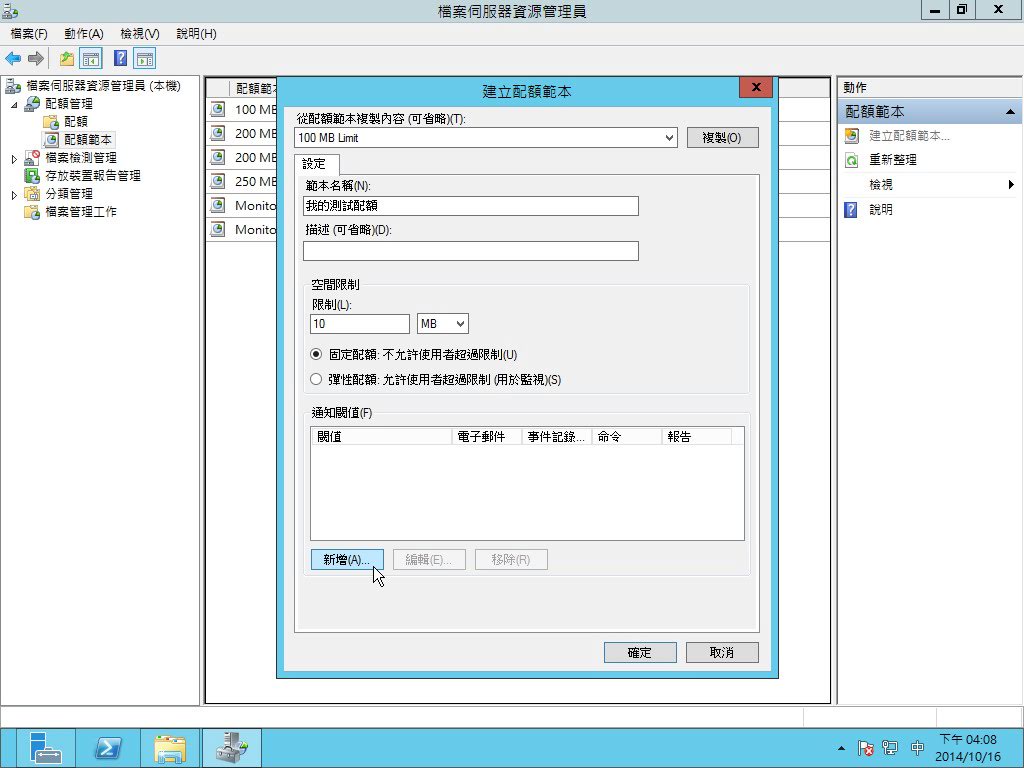 檔案伺服器資源管理員
檔案(F) 動作(A) 檢視(V) 說明(H)
檔案伺服器資源管理員 (本機)
配額管理
配額
配額範本
檔案檢測管理
存放裝置報告管理
分類管理
檔案管理工作
配額範本
100 MB
200 MB
200 MB
250 MB
Monito
Monito
建立配額範本
從配額範本複製內容 (可省略)(T):
100 MB Limit 複製(O)
設定
範本名稱(N):
我的測試配額
描述 (可省略)(D):
空間限制
限制(L):
10 MB
固定配額: 不允許使用者超過限制(U)
彈性配額: 允許使用者超過限制 (用於監視)(S)
通知閾值(F)
閾值 電子郵件 事件記錄... 命令 報告
新增(A)... 編輯(E)... 移除(R)
確定 取消
動作
配額範本
建立配額範本...
重新整理
檢視
說明
中
下午 04:08
2014/10/16